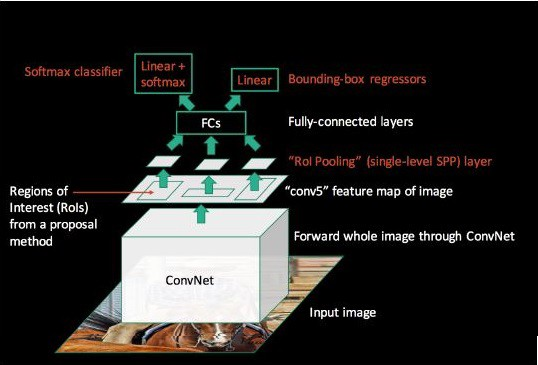 Softmax classifier
Linear +
softmax
Linear
Bounding-box regressors
FCs
Fully-connected layers
"RoI Pooling" (single-level SPP) layer
Regions of
Interest (RoIs)
from a proposal
method
"conv5" feature map of image
Forward whole image through ConvNet
ConvNet
Input image